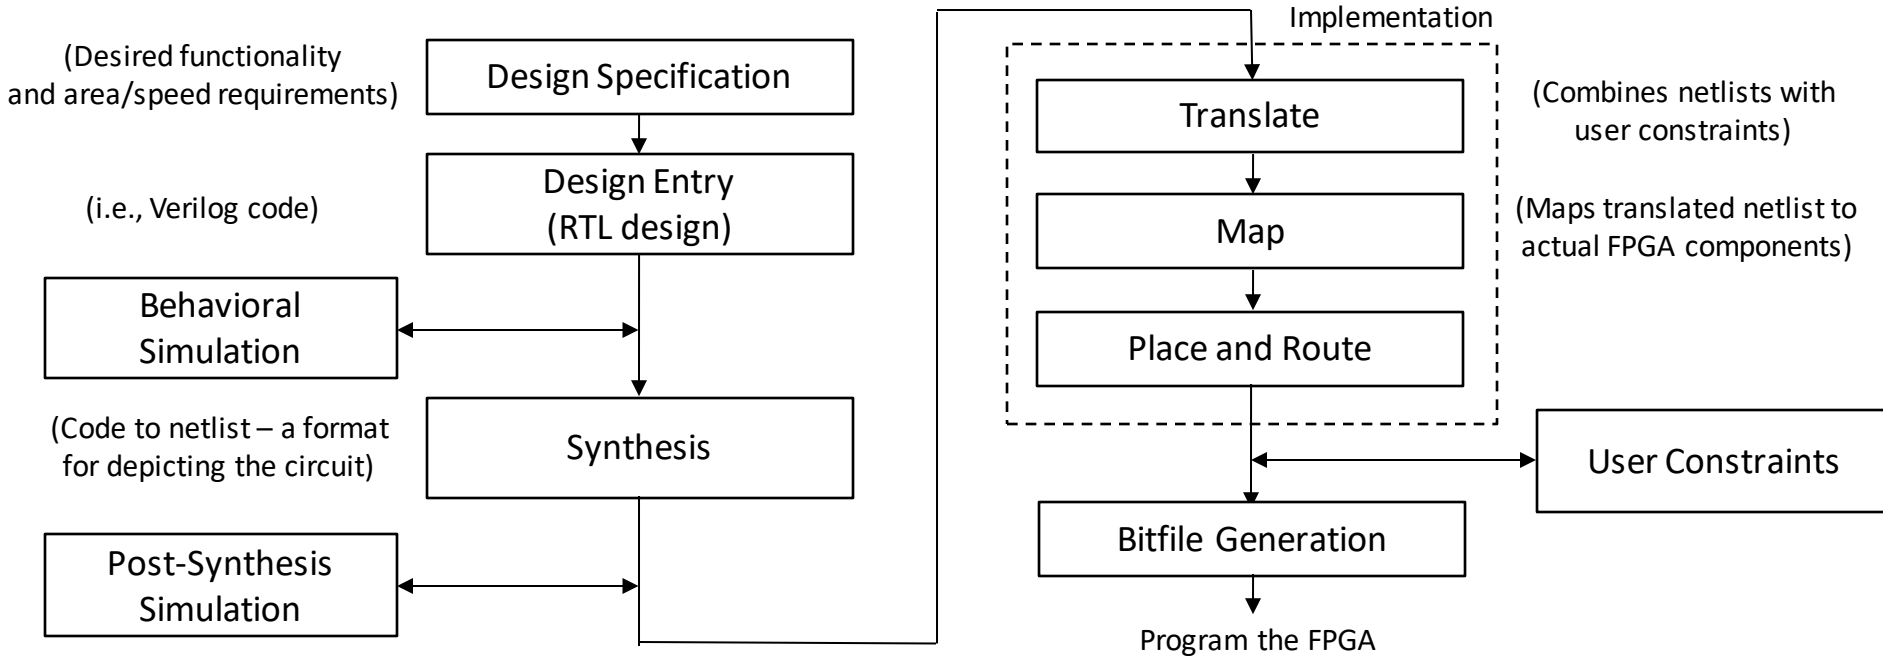 (Desired functionality
and area/speed requirements)
Design Specification
(i.e., Verilog code)
Design Entry
(RTL design)
Behavioral
Simulation
(Code to netlist – a format
for depicting the circuit)
Synthesis
Post-Synthesis
Simulation
Implementation
Translate
(Combines netlists with
user constraints)
Map
(Maps translated netlist to
actual FPGA components)
Place and Route
User Constraints
Bitfile Generation
Program the FPGA